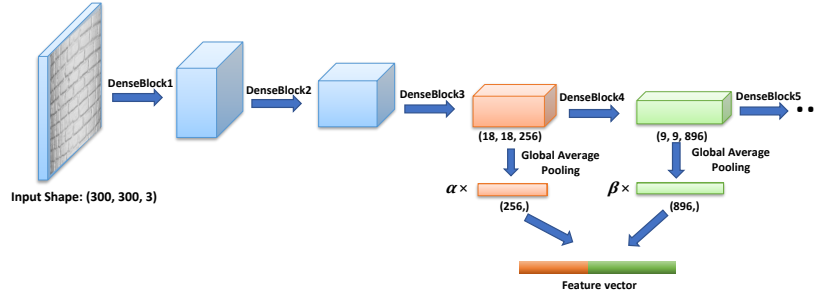 DenseBlock1
DenseBlock2
DenseBlock3
DenseBlock4
DenseBlock5
(18, 18, 256)
(9, 9, 896)
Global Average
Pooling
Global Average
Pooling
Input Shape: (300, 300, 3)
α ×
β ×
(256,)
(896,)
Feature vector